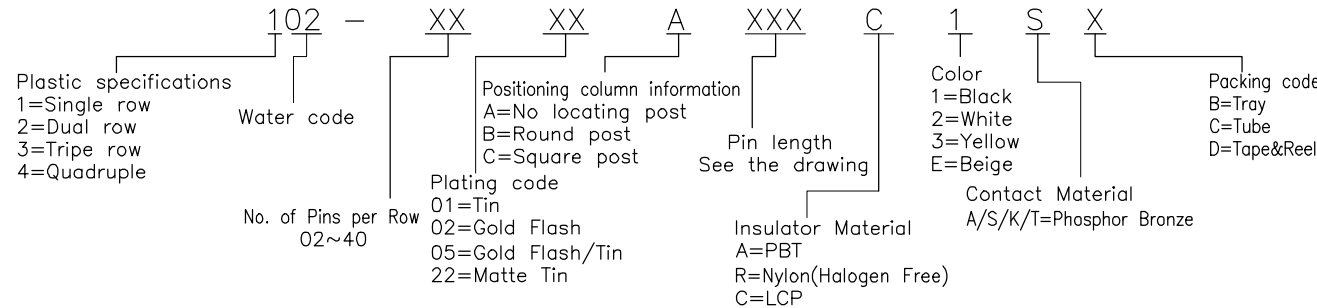 102 - XX XX A XXX C 1 S X
Plastic specifications
1=Single row
2=Dual row
3=Tripe row
4=Quadruple
Water code
No. of Pins per Row
02~40
Plating code
01=Tin
02=Gold Flash
05=Gold Flash/Tin
22=Matte Tin
Positioning column information
A=No locating post
B=Round post
C=Square post
Pin length
See the drawing
Insulator Material
A=PBT
R=Nylon(Halogen Free)
C=LCP
Color
1=Black
2=White
3=Yellow
E=Beige
Contact Material
A/S/K/T=Phosphor Bronze
Packing code
B=Tray
C=Tube
D=Tape&Reel